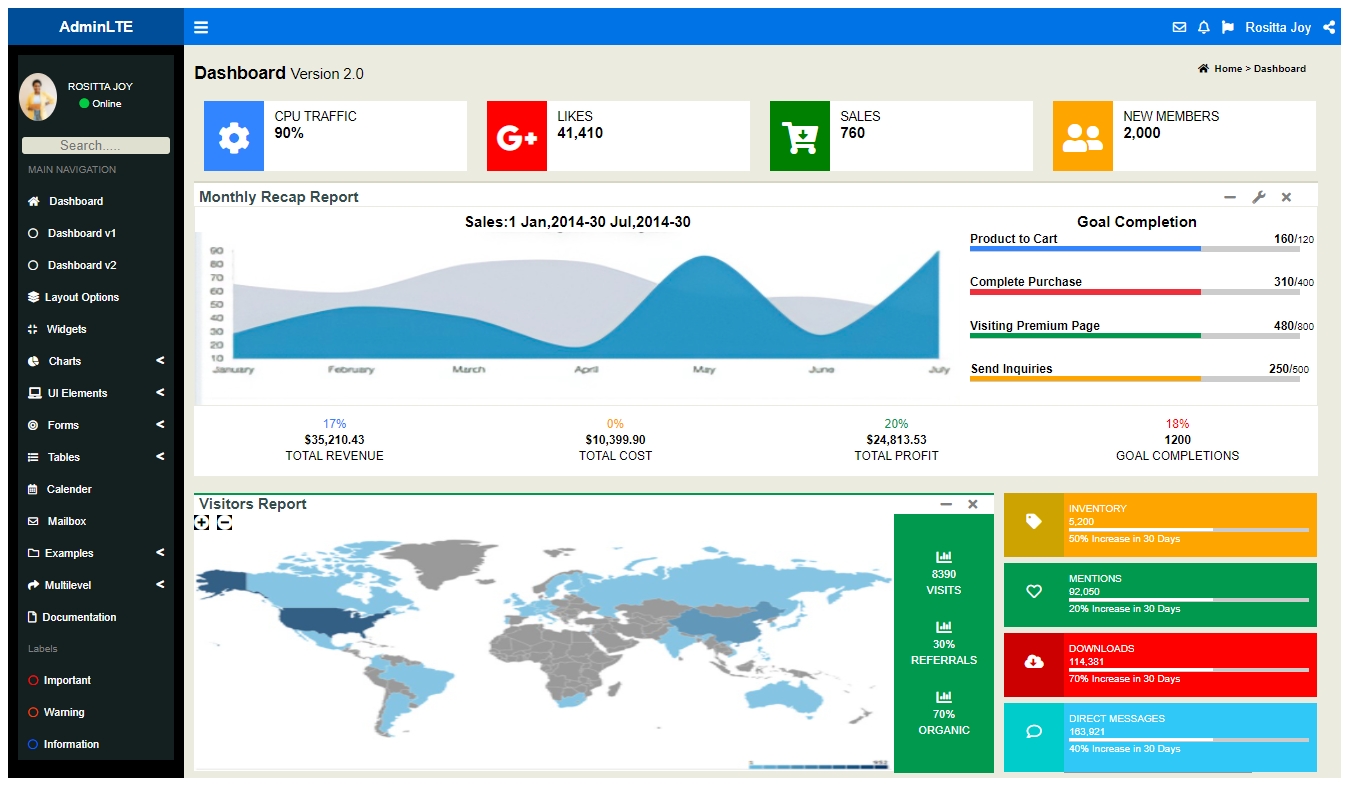 AdminLTE
Rositta Joy
ROSITTA JOY
Online
Search.....
MAIN NAVIGATION
Dashboard
Dashboard v1
Dashboard v2
Layout Options
Widgets
Charts <
UI Elements <
Forms <
Tables <
Calender
Mailbox
Examples <
Multilevel <
Documentation
Labels
Important
Warning
Information
Dashboard Version 2.0
Home > Dashboard
CPU TRAFFIC
90%
G+
LIKES
41,410
SALES
760
NEW MEMBERS
2,000
Monthly Recap Report
Sales:1 Jan,2014-30 Jul,2014-30
90
80
70
60
50
40
30
20
10
January February March April May June July
Goal Completion
Product to Cart 160/120
Complete Purchase 310/400
Visiting Premium Page 480/800
Send Inquiries 250/500
17%
$35,210.43
TOTAL REVENUE
0%
$10,399.90
TOTAL COST
20%
$24,813.53
TOTAL PROFIT
18%
1200
GOAL COMPLETIONS
Visitors Report
8390
VISITS
30%
REFERRALS
70%
ORGANIC
INVENTORY
5,200
50% Increase in 30 Days
MENTIONS
92,050
20% Increase in 30 Days
DOWNLOADS
114,381
70% Increase in 30 Days
DIRECT MESSAGES
163,921
40% Increase in 30 Days